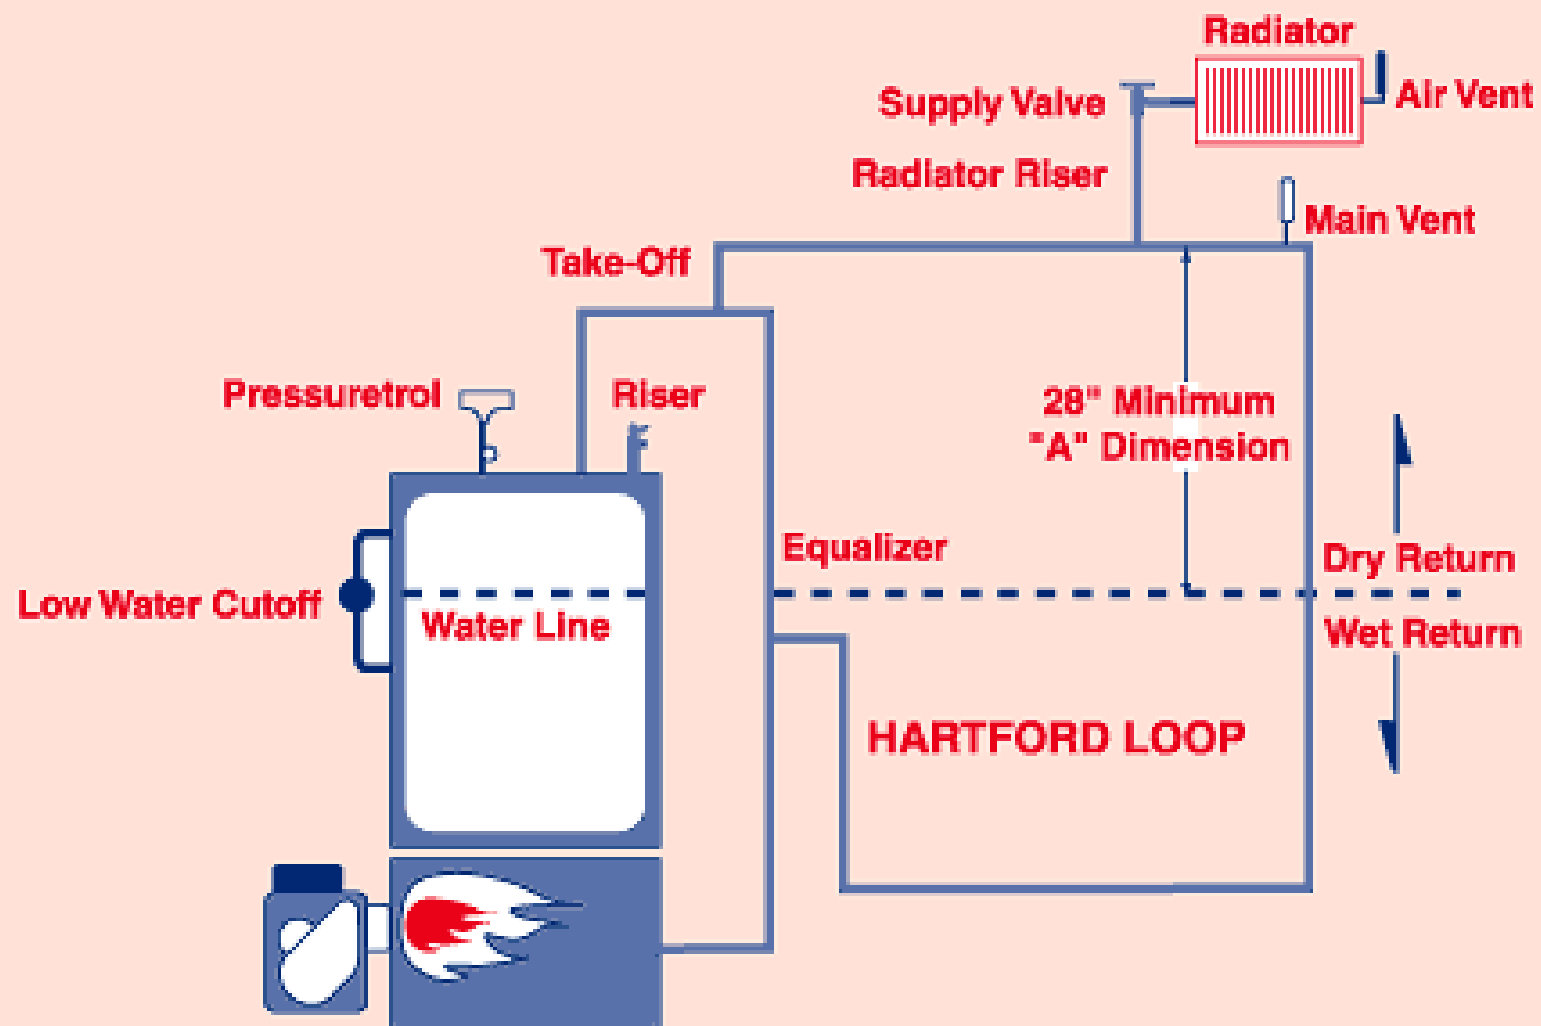 Radiator
Supply Valve
Air Vent
Radiator Riser
Main Vent
Take-Off
Pressuretrol
Riser
28" Minimum
"A" Dimension
Equalizer
Dry Return
Low Water Cutoff
Water Line
Wet Return
HARTFORD LOOP